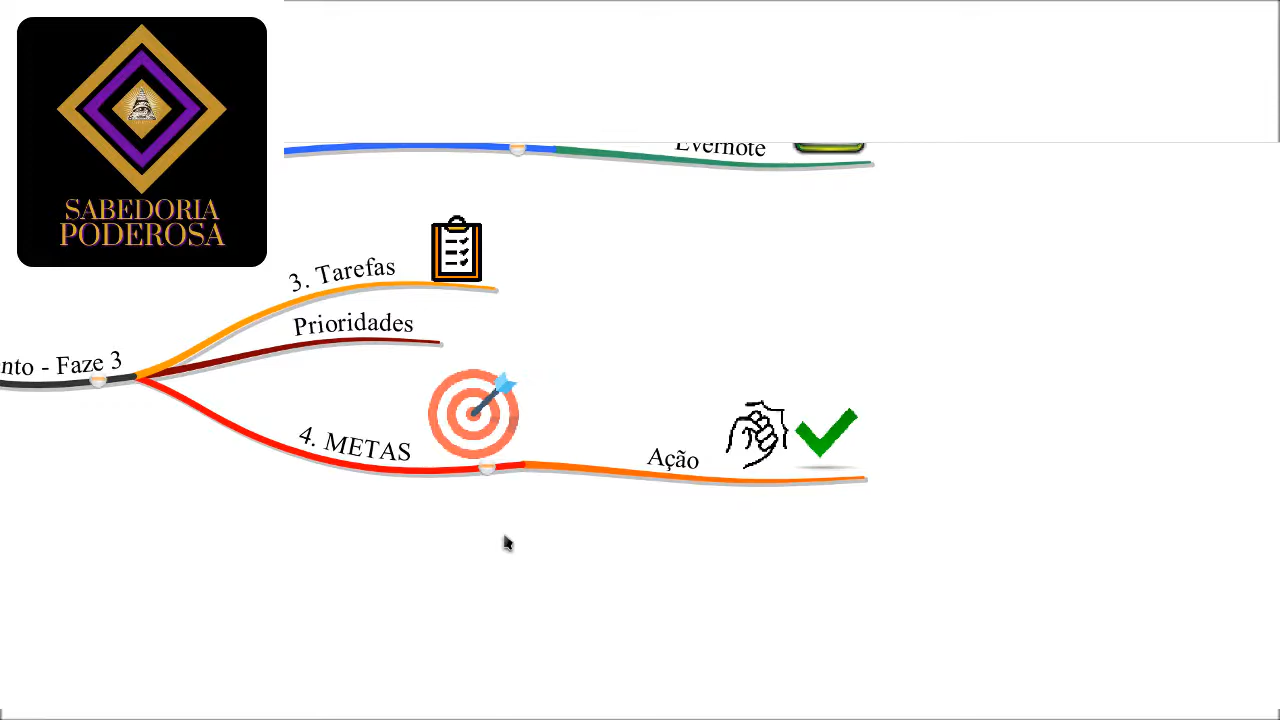 SABEDORIA
PODEROSA
Evernote
3. Tarefas
Prioridades
nto - Faze 3
4. METAS
Ação